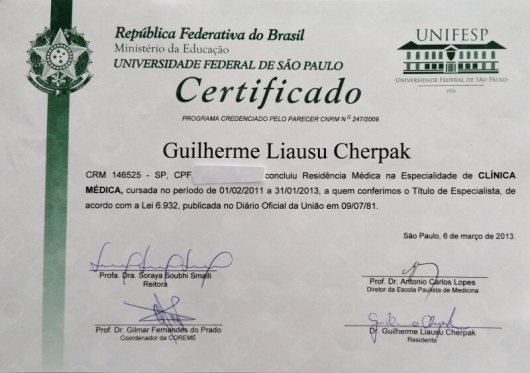 República Federativa do Brasil
Ministério da Educação
UNIVERSIDADE FEDERAL DE SÃO PAULO
UNIFESP
UNIVERSIDADE FEDERAL DE SÃO PAULO
1933
Certificado
PROGRAMA CREDENCIADO PELO PARECER CNRM Nº 247/2009.
Guilherme Liausu Cherpak
CRM 146525 - SP, CPF concluiu Residência Médica na Especialidade de CLÍNICA
MÉDICA, cursada no período de 01/02/2011 a 31/01/2013, a quem conferimos o Título de Especialista, de
acordo com a Lei 6.932, publicada no Diário Oficial da União em 09/07/81.
São Paulo, 6 de março de 2013.
Profa. Dra. Soraya Soubhi Smaili
Reitora
Prof. Dr. Antonio Carlos Lopes
Diretor da Escola Paulista de Medicina
Prof. Dr. Gilmar Fernandes do Prado
Coordenador da COREME
Guilherme Cherpak
Dr. Guilherme Liausu Cherpak
Residente